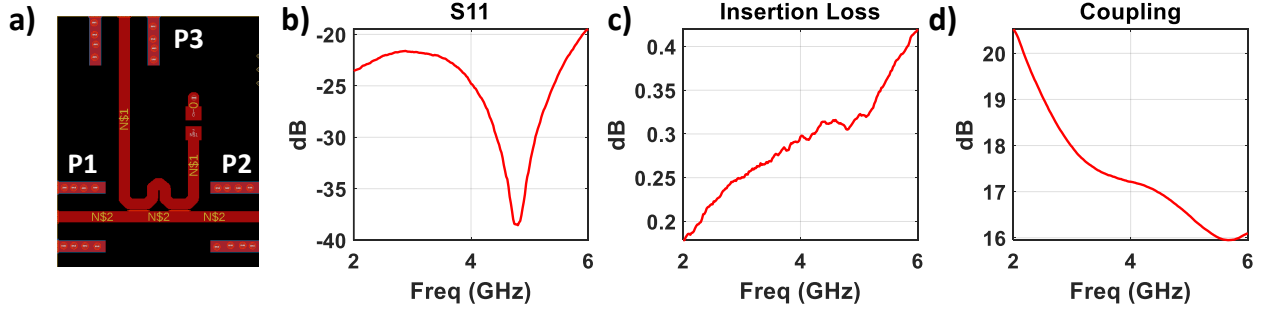 a)
P3
N$1
N$1
P1
P2
N$2
N$2
N$2
b)
S11
dB
-20
-25
-30
-35
-40
2
4
6
Freq (GHz)
c)
Insertion Loss
dB
0.4
0.35
0.3
0.25
0.2
2
4
6
Freq (GHz)
d)
Coupling
dB
20
19
18
17
16
2
4
6
Freq (GHz)